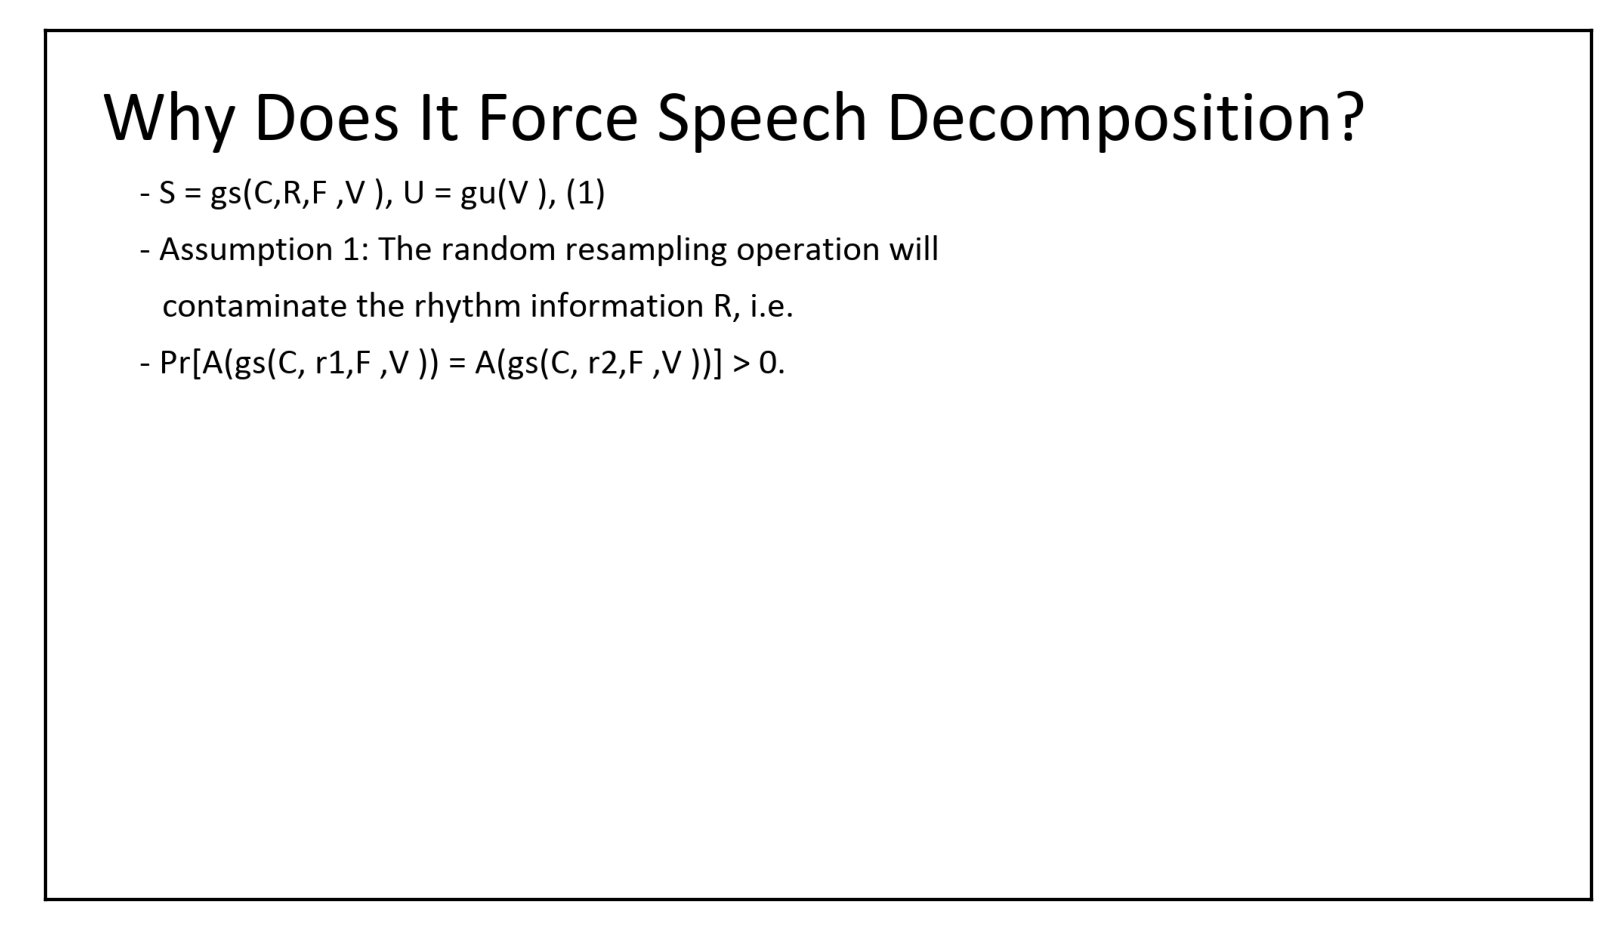 Why Does It Force Speech Decomposition?
- S = gs(C,R,F ,V ), U = gu(V ), (1)
- Assumption 1: The random resampling operation will
contaminate the rhythm information R, i.e.
- Pr[A(gs(C, r1,F ,V )) = A(gs(C, r2,F ,V ))] > 0.